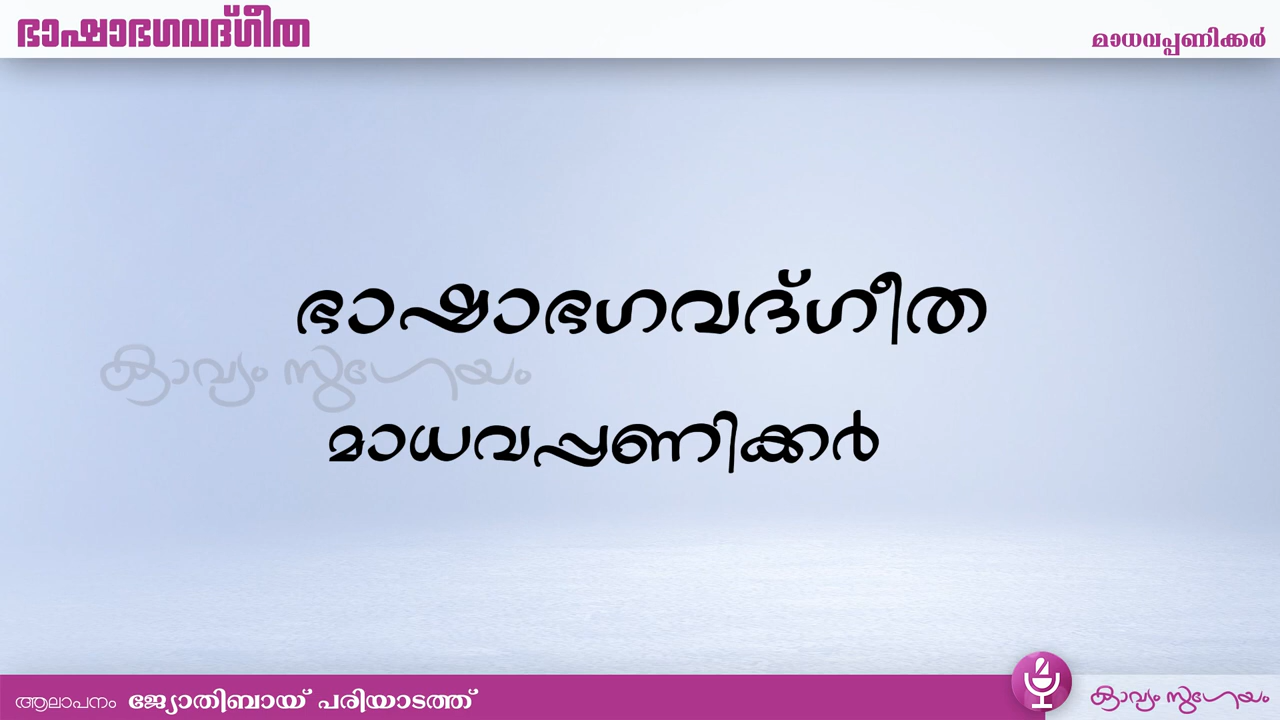 ഭാഷാഭഗവദ്ഗീത
മാധവപ്പണിക്കർ
ഭാഷാഭഗവദ്ഗീത
കാവ്യം സുഗേയം
മാധവപ്പണിക്കർ
ആലാപനം ജ്യോതിബായ് പരിയാടത്ത്
കാവ്യം സുഗേയം